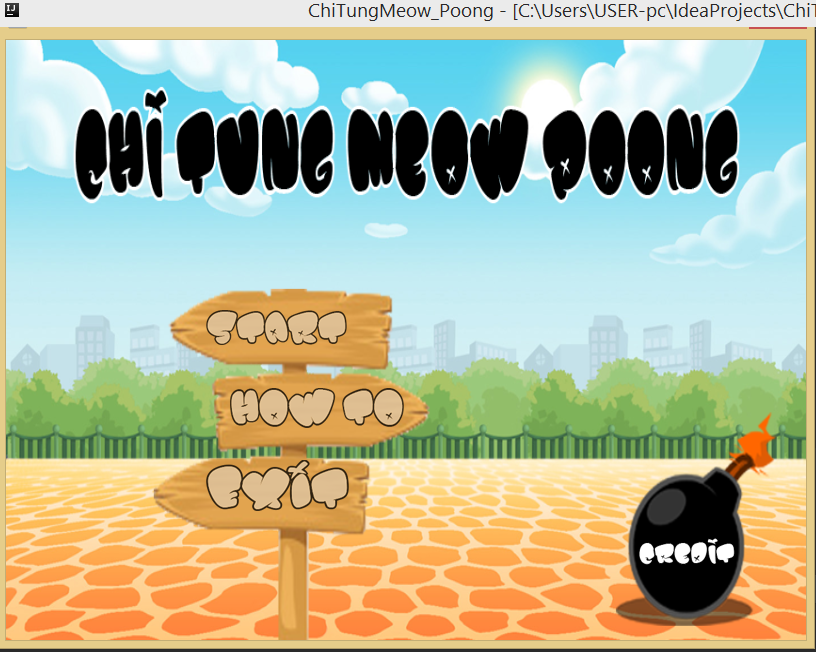 ChiTungMeow_Poong - [C:\Users\USER-pc\IdeaProjects\ChiT
CHI TUNG MEOW POONG
START
HOW TO
EXIT
CREDIT